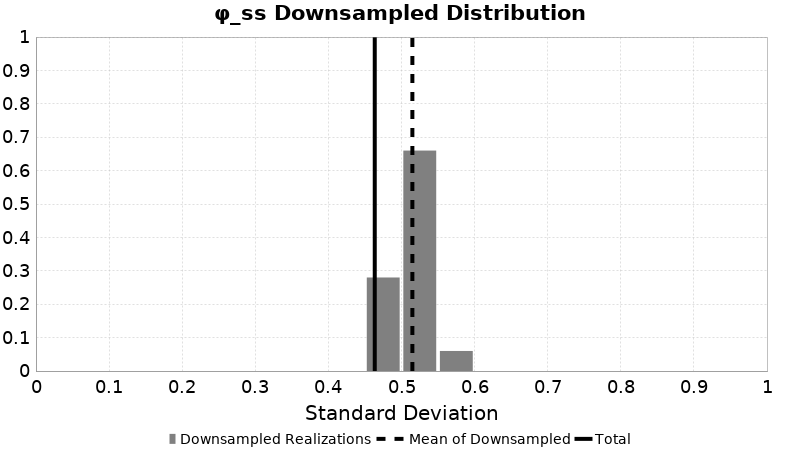 φ_ss Downsampled Distribution
1
0.9
0.8
0.7
0.6
0.5
0.4
0.3
0.2
0.1
0
0 0.1 0.2 0.3 0.4 0.5 0.6 0.7 0.8 0.9 1
Standard Deviation
Downsampled Realizations Mean of Downsampled Total